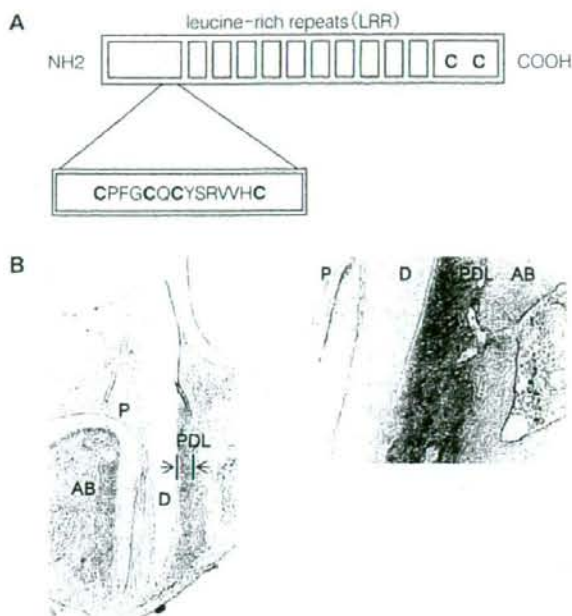 A
leucine-rich repeats (LRR)
NH2
C C
COOH
CPFGCQCYSRVVHC
B
P
PDL
AB
D
P D PDL AB